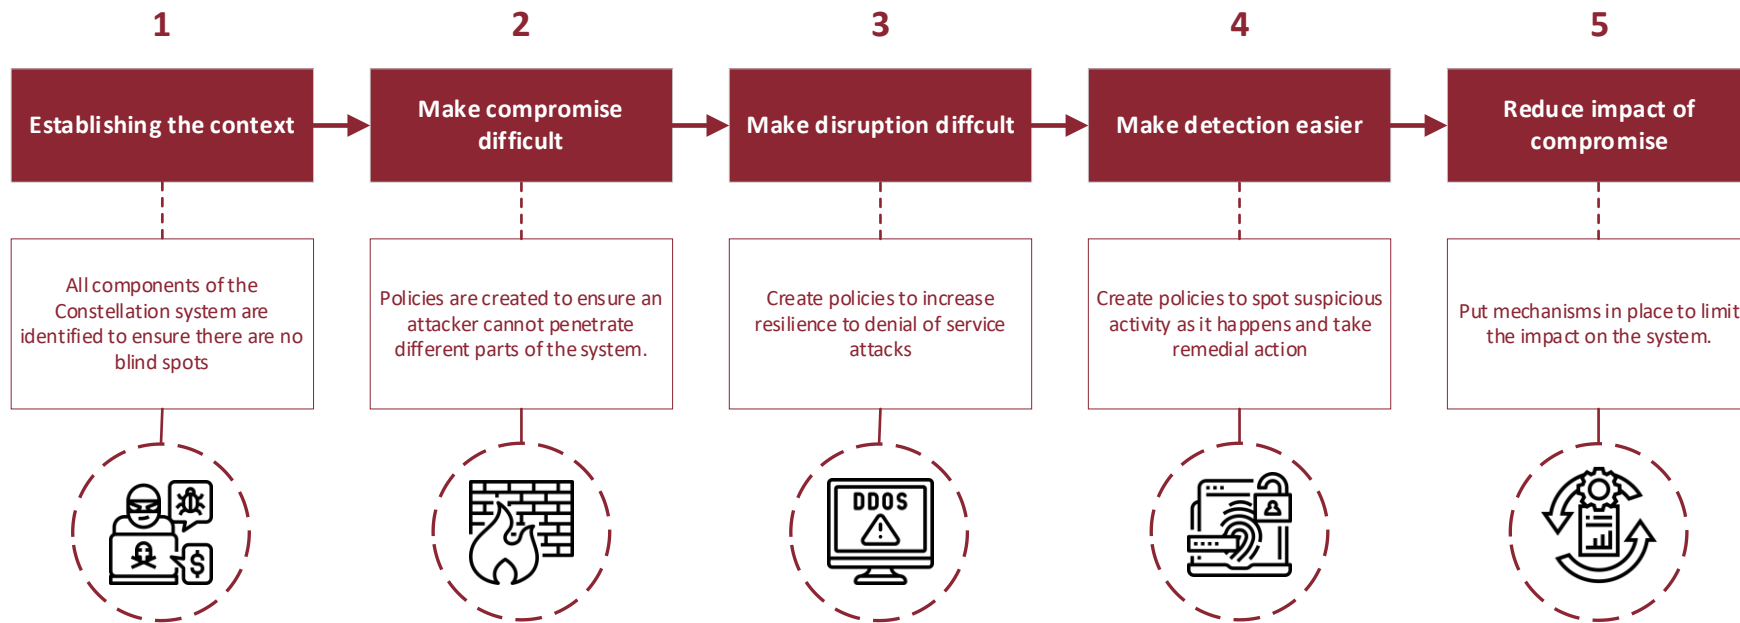 1
2
3
4
5
Establishing the context
Make compromise
difficult
Make disruption diffcult
Make detection easier
Reduce impact of
compromise
All components of the
Constellation system are
identified to ensure there are no
blind spots
Policies are created to ensure an
attacker cannot penetrate
different parts of the system.
Create policies to increase
resilience to denial of service
attacks
Create policies to spot suspicious
activity as it happens and take
remedial action
Put mechanisms in place to limit
the impact on the system.
$
DDOS